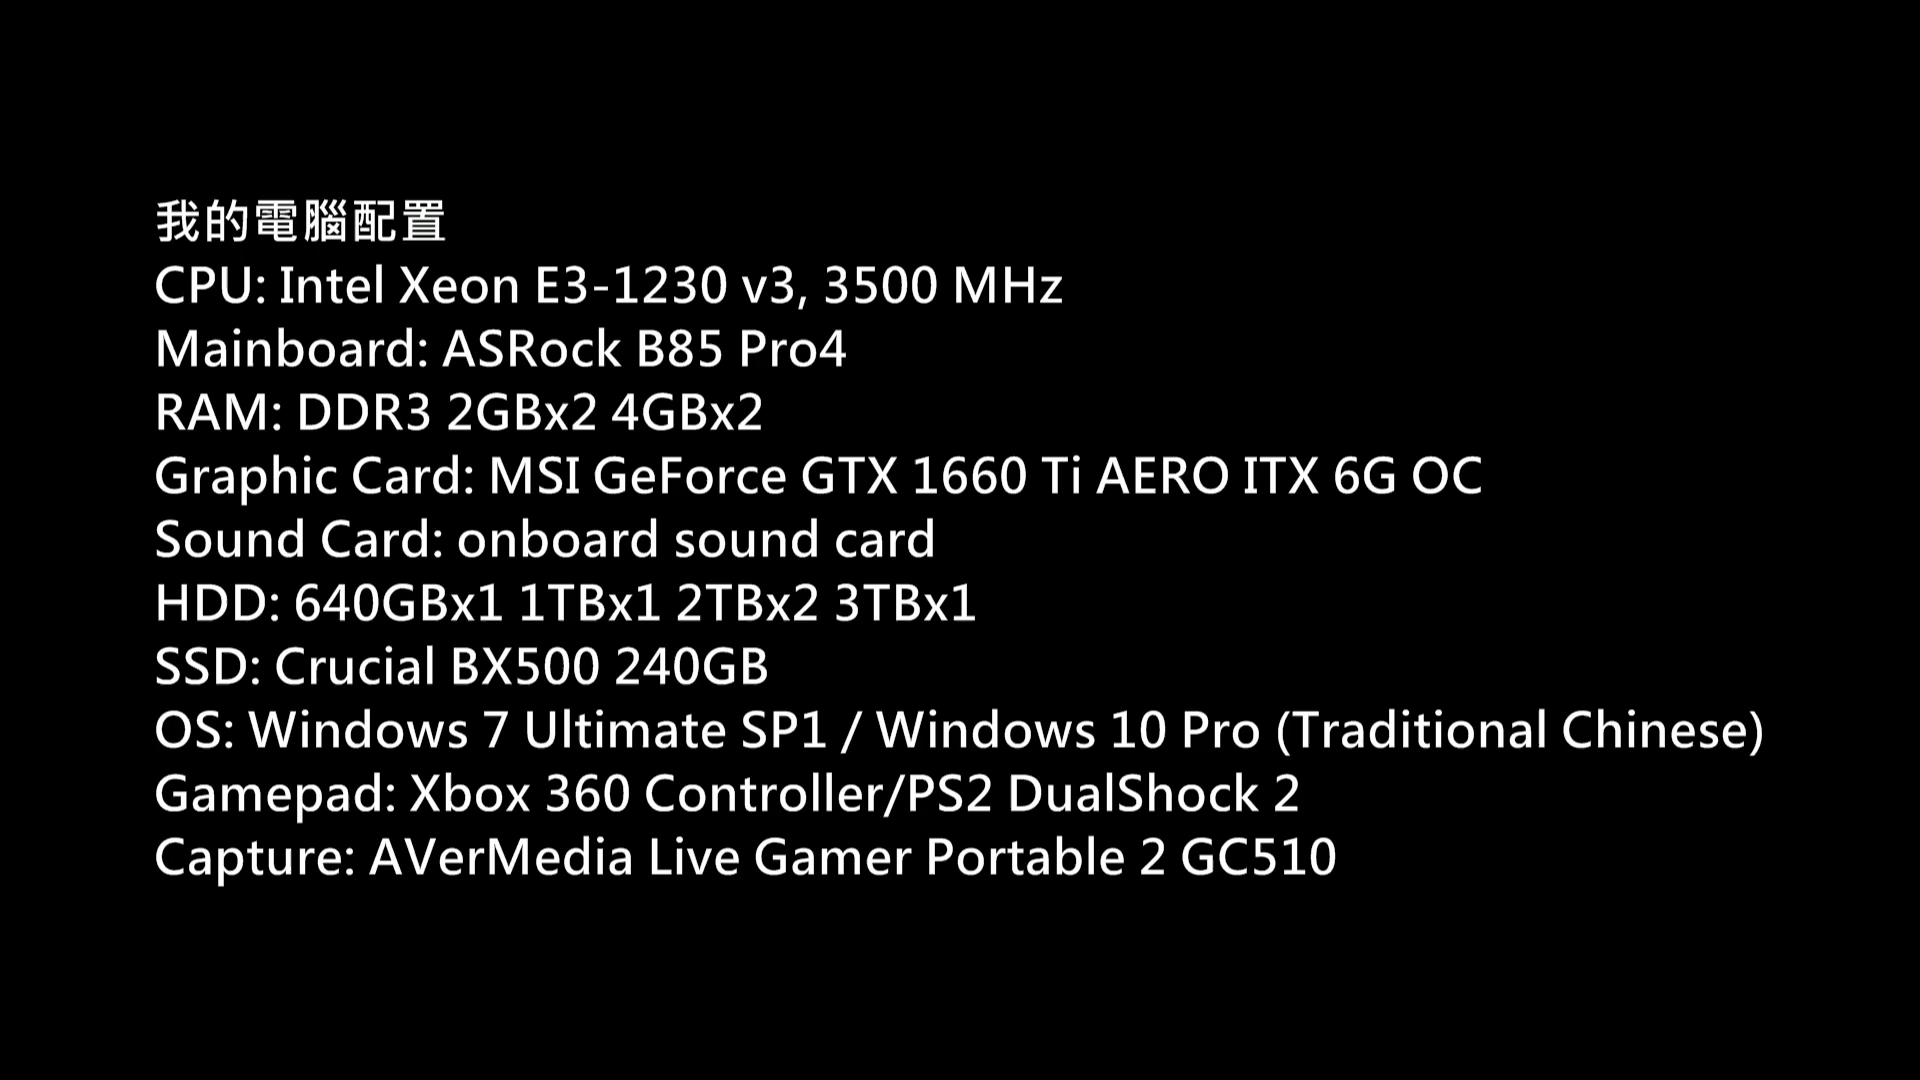 我的電腦配置
CPU: Intel Xeon E3-1230 v3, 3500 MHz
Mainboard: ASRock B85 Pro4
RAM: DDR3 2GBx2 4GBx2
Graphic Card: MSI GeForce GTX 1660 Ti AERO ITX 6G OC
Sound Card: onboard sound card
HDD: 640GBx1 1TBx1 2TBx2 3TBx1
SSD: Crucial BX500 240GB
OS: Windows 7 Ultimate SP1 / Windows 10 Pro (Traditional Chinese)
Gamepad: Xbox 360 Controller/PS2 DualShock 2
Capture: AVerMedia Live Gamer Portable 2 GC510